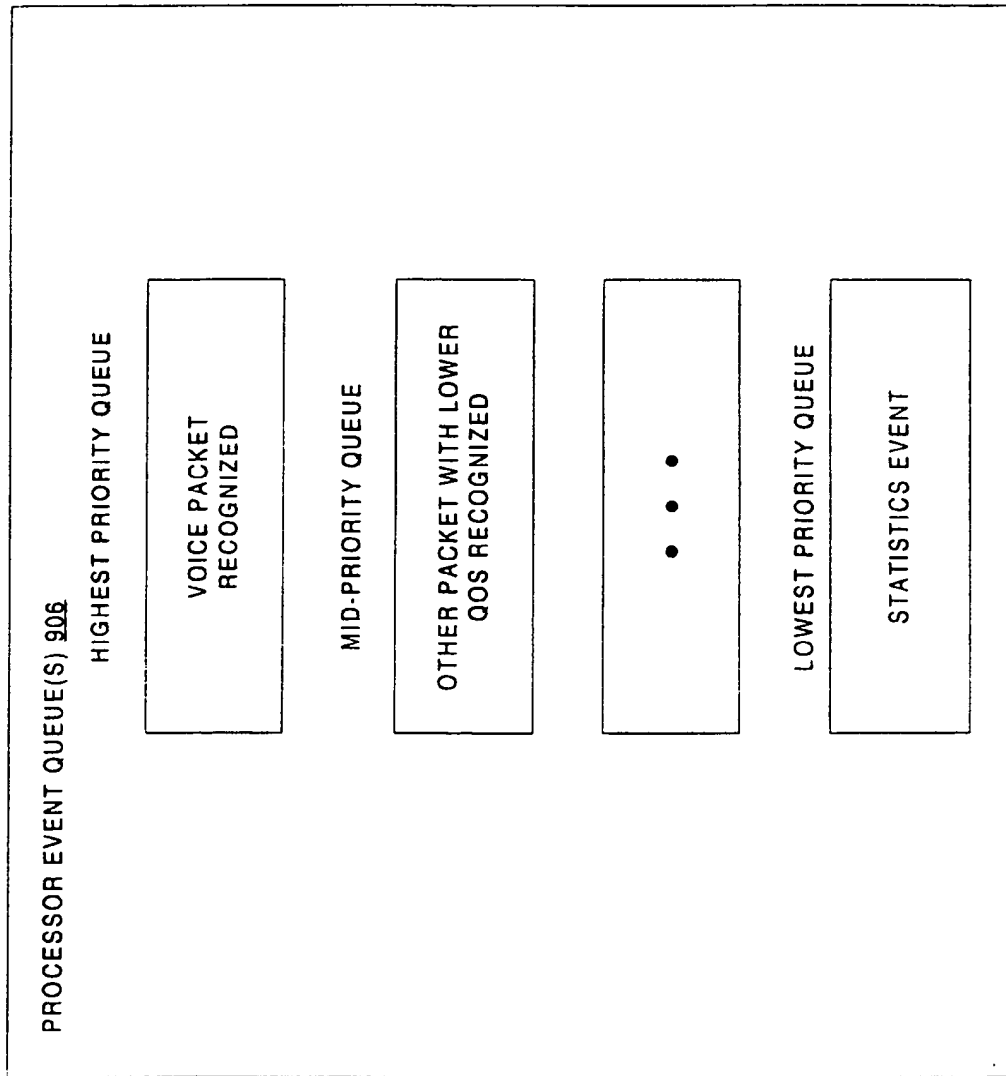 PROCESSOR EVENT QUEUE(S) 906
HIGHEST PRIORITY QUEUE
VOICE PACKET
RECOGNIZED
MID-PRIORITY QUEUE
OTHER PACKET WITH LOWER
QOS RECOGNIZED
LOWEST PRIORITY QUEUE
STATISTICS EVENT